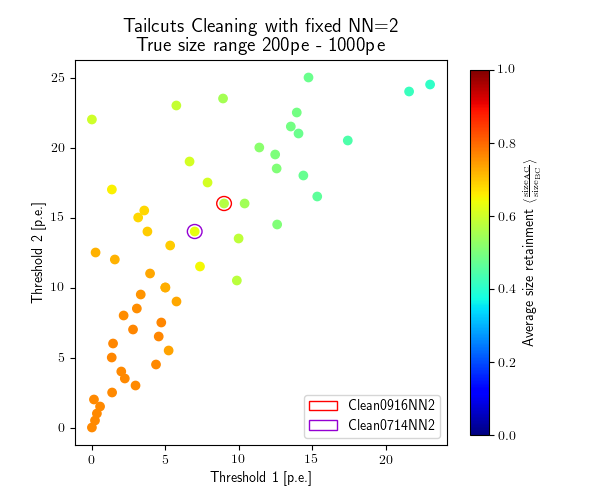 Tailcuts Cleaning with fixed NN=2
True size range 200pe - 1000pe
25
20
15
10
5
0
Threshold 2 [p.e.]
0 5 10 15 20
Threshold 1 [p.e.]
Clean0916NN2
Clean0714NN2
1.0
0.8
0.6
0.4
0.2
0.0
Average size retainment ⟨size_AC/size_BC⟩